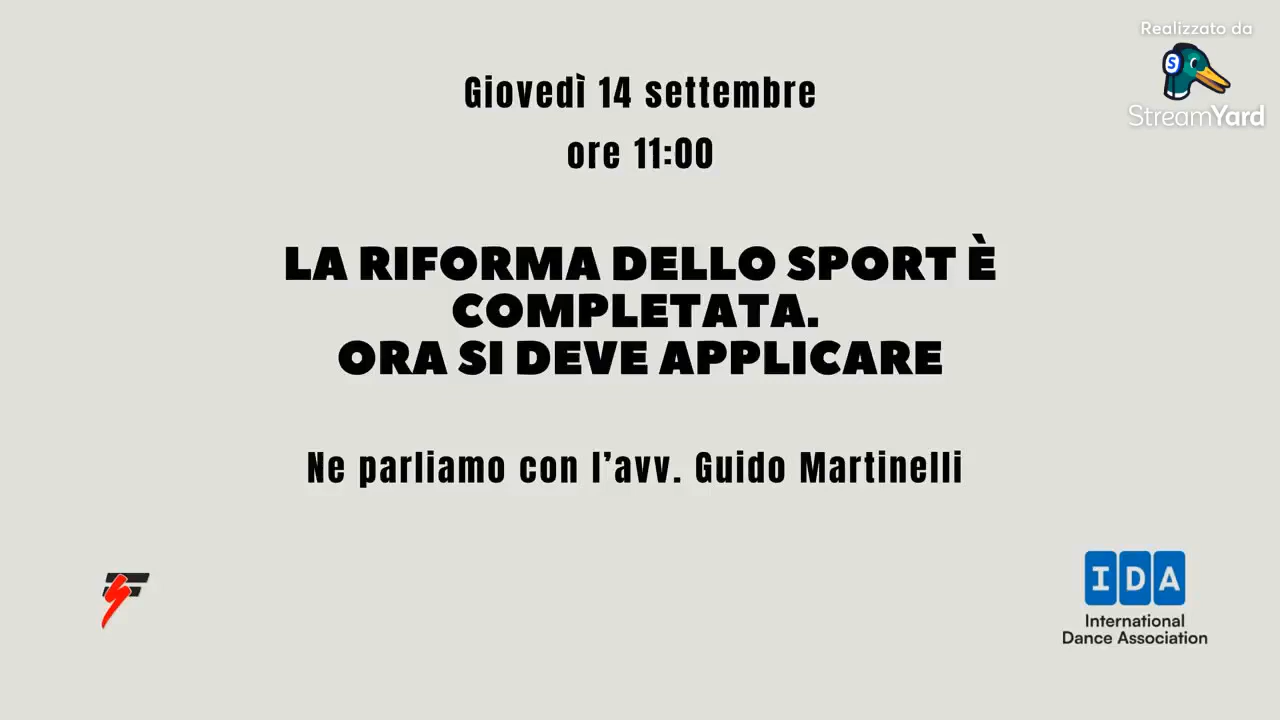 Realizzato da
S
StreamYard
Giovedì 14 settembre
ore 11:00
LA RIFORMA DELLO SPORT È
COMPLETATA.
ORA SI DEVE APPLICARE
Ne parliamo con l'avv. Guido Martinelli
IDA
International
Dance Association